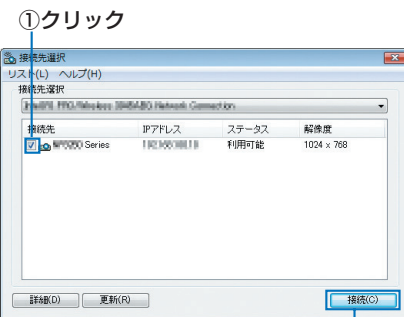 ①クリック
接続先選択
リスト(L) ヘルプ(H)
接続先選択
接続先 IPアドレス ステータス 解像度
Series 利用可能 1024 x 768
詳細(D) 更新(R) 接続(C)